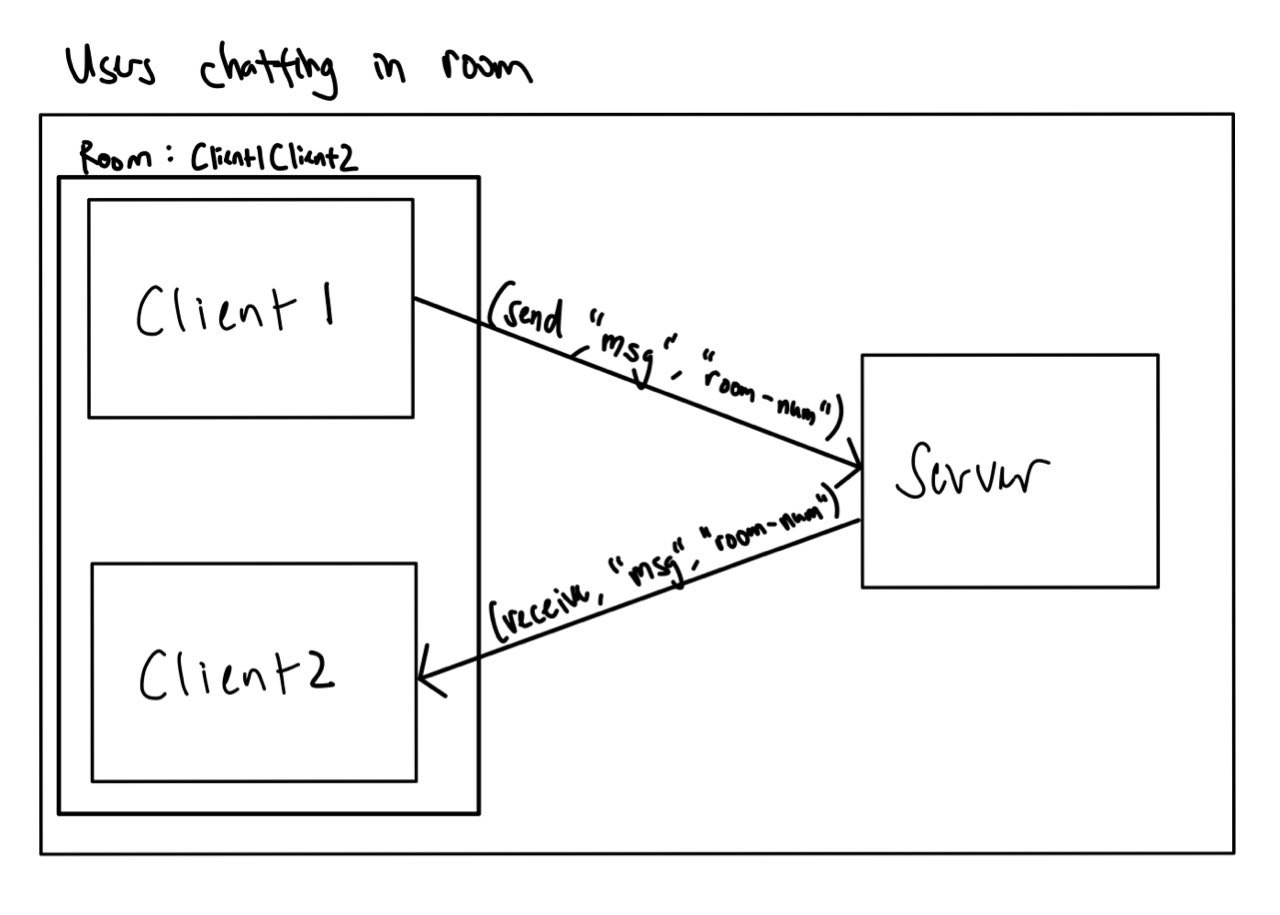 Users chatting in room
Room : Client1Client2
Client 1
(send, "msg", "room-num")
Server
(receive, "msg", "room-num")
Client2